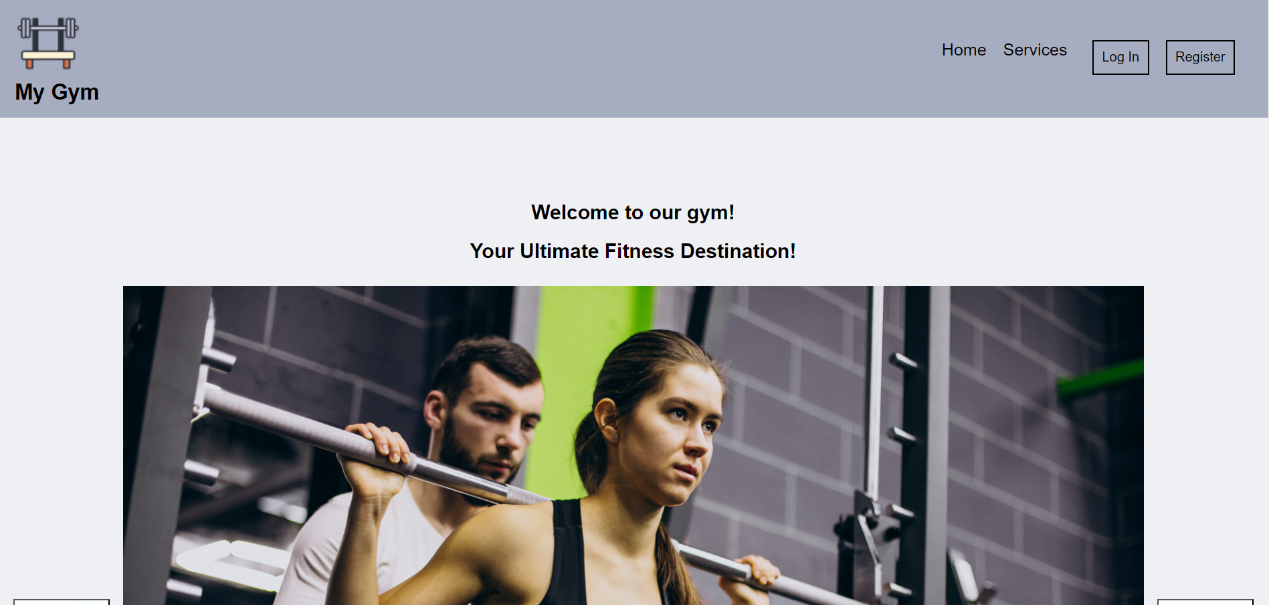 My Gym
Home
Services
Log In
Register
Welcome to our gym!
Your Ultimate Fitness Destination!